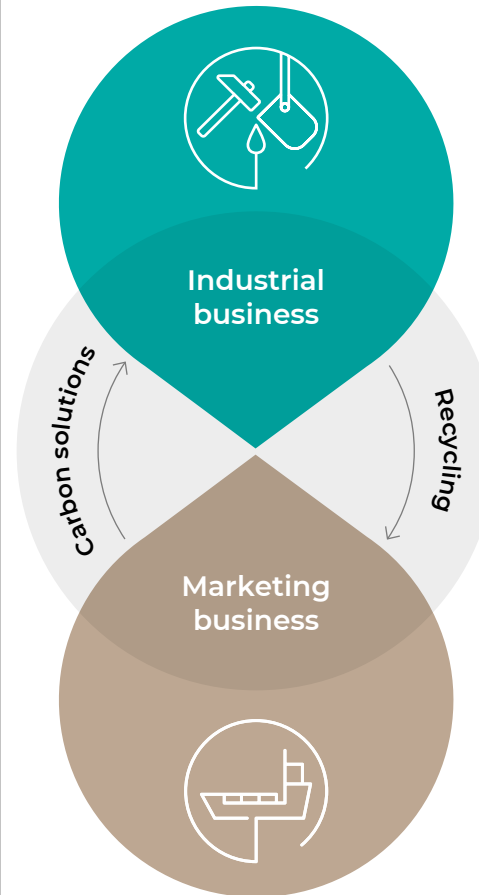 Industrial
business
Carbon solutions
Recycling
Marketing
business